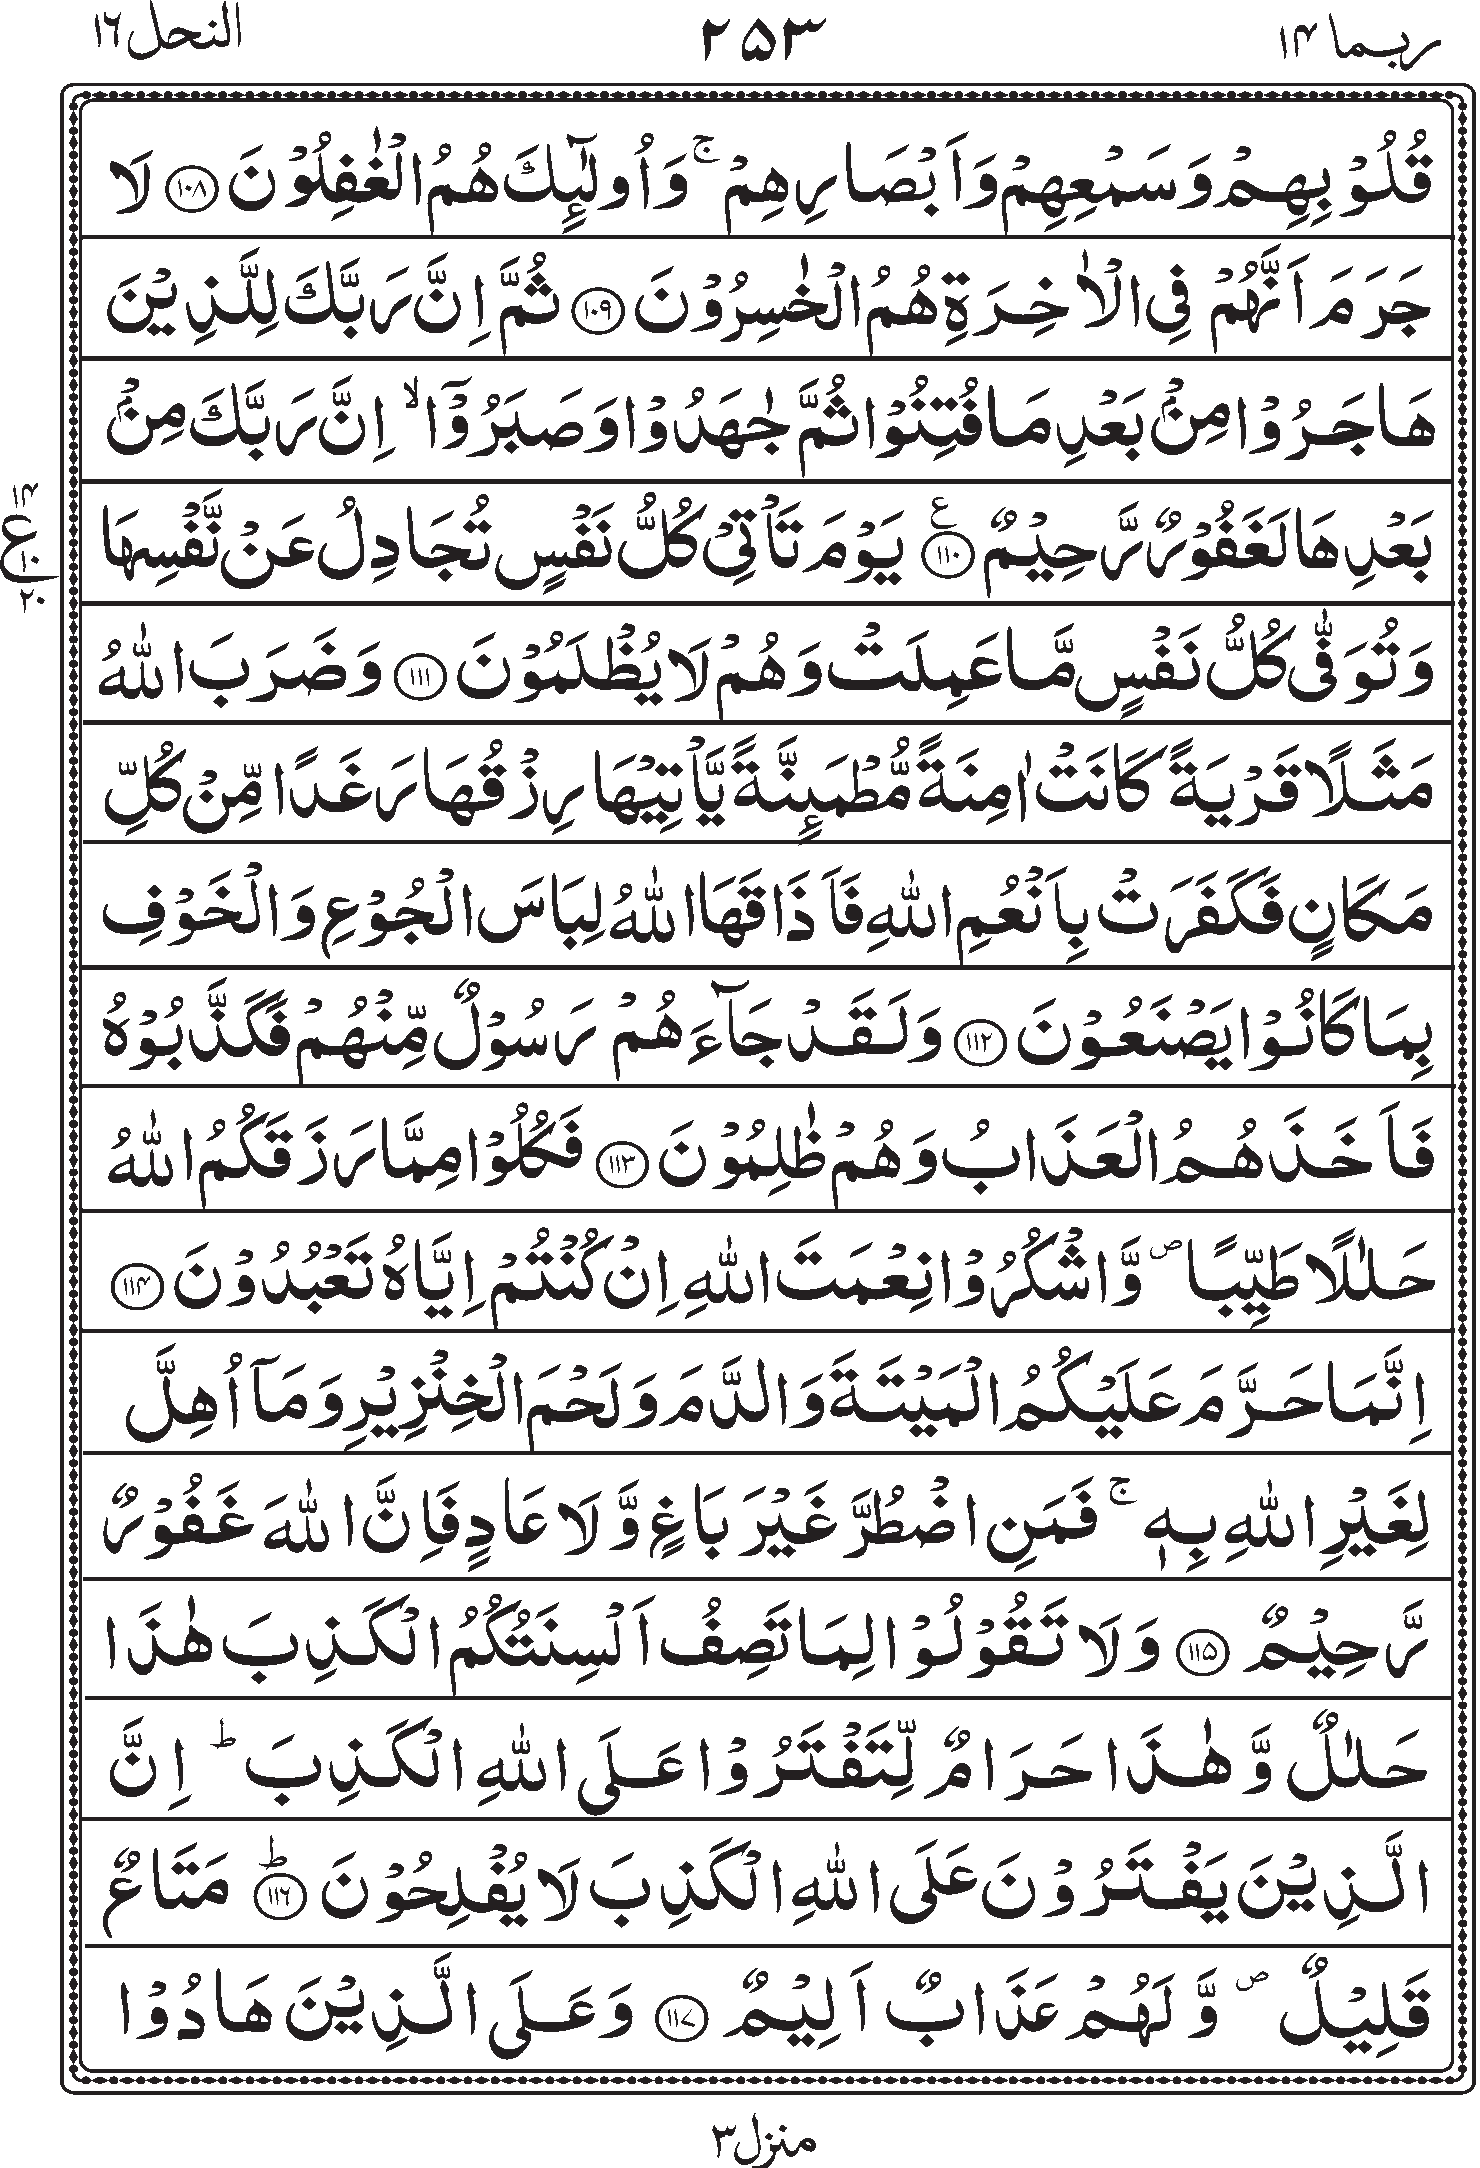 ربما ١٤ ٢٥٣ النحل ١٦
قُلُوْبِهِمْ وَسَمْعِهِمْ وَاَبْصَارِهِمْ ۚ وَاُولٰٓئِكَ هُمُ الْغٰفِلُوْنَ ﴿١٠٨﴾ لَا
جَرَمَ اَنَّهُمْ فِى الْاٰخِرَةِ هُمُ الْخٰسِرُوْنَ ﴿١٠٩﴾ ثُمَّ اِنَّ رَبَّكَ لِلَّذِيْنَ
هَاجَرُوْا مِنْۢ بَعْدِ مَا فُتِنُوْا ثُمَّ جٰهَدُوْا وَصَبَرُوْۤا ۙ اِنَّ رَبَّكَ مِنْۢ
بَعْدِهَا لَغَفُوْرٌ رَّحِيْمٌ ﴿١١٠﴾ ع يَوْمَ تَاْتِىْ كُلُّ نَفْسٍ تُجَادِلُ عَنْ نَّفْسِهَا
١٤ ع ١٠ ٢٠
وَتُوَفّٰى كُلُّ نَفْسٍ مَّا عَمِلَتْ وَهُمْ لَا يُظْلَمُوْنَ ﴿١١١﴾ وَضَرَبَ اللّٰهُ
مَثَلًا قَرْيَةً كَانَتْ اٰمِنَةً مُّطْمَئِنَّةً يَّاْتِيْهَا رِزْقُهَا رَغَدًا مِّنْ كُلِّ
مَكَانٍ فَكَفَرَتْ بِاَنْعُمِ اللّٰهِ فَاَذَاقَهَا اللّٰهُ لِبَاسَ الْجُوْعِ وَالْخَوْفِ
بِمَا كَانُوْا يَصْنَعُوْنَ ﴿١١٢﴾ وَلَقَدْ جَآءَهُمْ رَسُوْلٌ مِّنْهُمْ فَكَذَّبُوْهُ
فَاَخَذَهُمُ الْعَذَابُ وَهُمْ ظٰلِمُوْنَ ﴿١١٣﴾ فَكُلُوْا مِمَّا رَزَقَكُمُ اللّٰهُ
حَلٰلًا طَيِّبًا ۖ وَّاشْكُرُوْا نِعْمَتَ اللّٰهِ اِنْ كُنْتُمْ اِيَّاهُ تَعْبُدُوْنَ ﴿١١٤﴾
اِنَّمَا حَرَّمَ عَلَيْكُمُ الْمَيْتَةَ وَالدَّمَ وَلَحْمَ الْخِنْزِيْرِ وَمَاۤ اُهِلَّ
لِغَيْرِ اللّٰهِ بِهٖ ۚ فَمَنِ اضْطُرَّ غَيْرَ بَاغٍ وَّلَا عَادٍ فَاِنَّ اللّٰهَ غَفُوْرٌ
رَّحِيْمٌ ﴿١١٥﴾ وَلَا تَقُوْلُوْا لِمَا تَصِفُ اَلْسِنَتُكُمُ الْكَذِبَ هٰذَا
حَلٰلٌ وَّهٰذَا حَرَامٌ لِّتَفْتَرُوْا عَلَى اللّٰهِ الْكَذِبَ ؕ اِنَّ
الَّذِيْنَ يَفْتَرُوْنَ عَلَى اللّٰهِ الْكَذِبَ لَا يُفْلِحُوْنَ ؕ﴿١١٦﴾ مَتَاعٌ
قَلِيْلٌ ۖ وَّلَهُمْ عَذَابٌ اَلِيْمٌ ﴿١١٧﴾ وَعَلَى الَّذِيْنَ هَادُوْا
منزل ٣